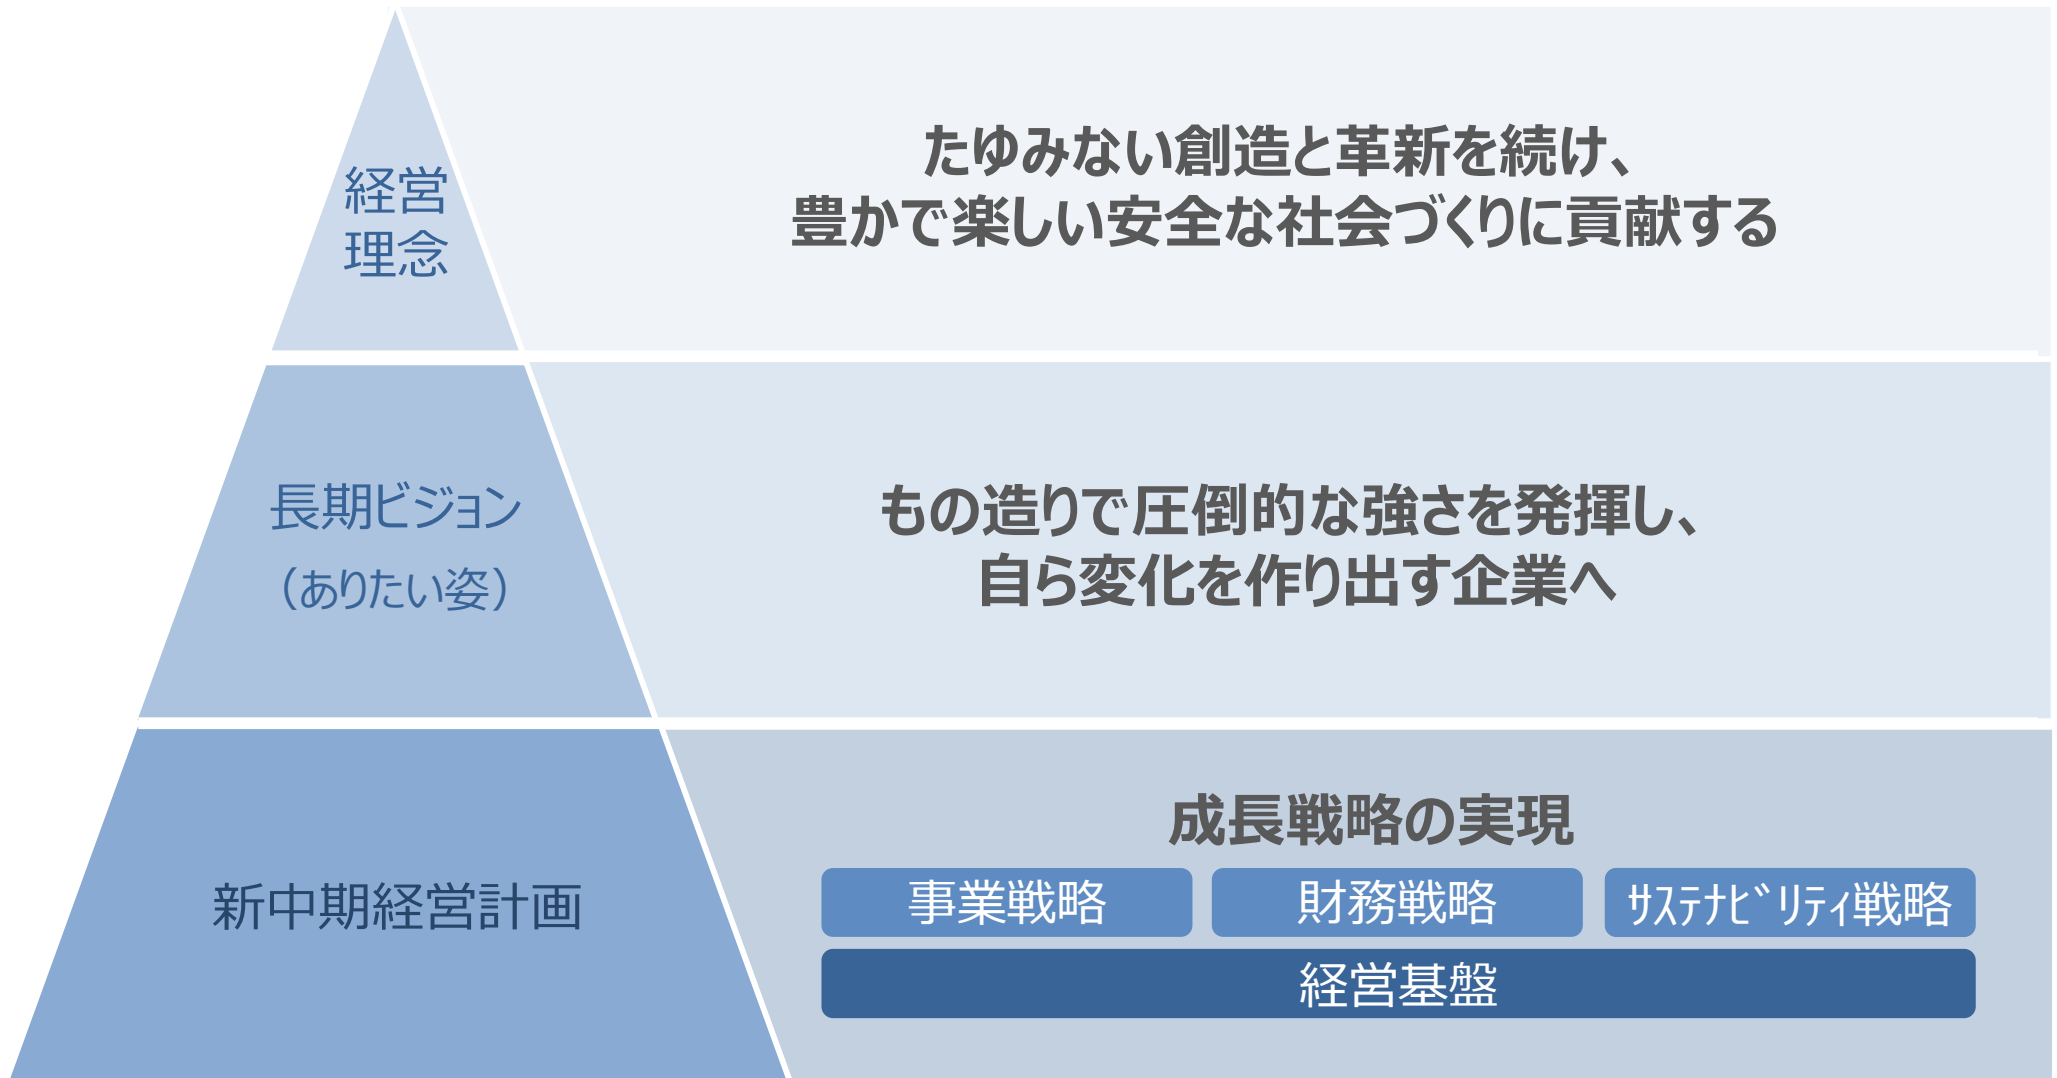 経営
理念
たゆみない創造と革新を続け、
豊かで楽しい安全な社会づくりに貢献する
長期ビジョン
（ありたい姿）
もの造りで圧倒的な強さを発揮し、
自ら変化を作り出す企業へ
新中期経営計画
成長戦略の実現
事業戦略
財務戦略
ｻｽﾃﾅﾋﾞﾘﾃｨ戦略
経営基盤